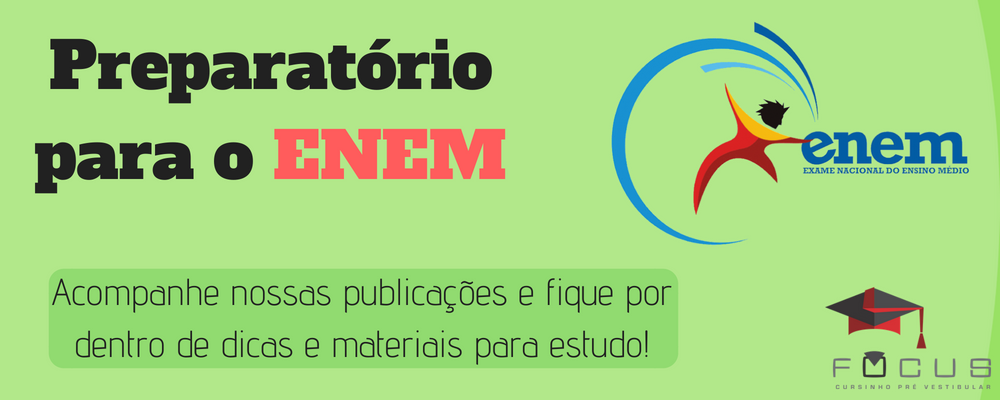 Preparatório
para o ENEM
enem
EXAME NACIONAL DO ENSINO MÉDIO
Acompanhe nossas publicações e fique por
dentro de dicas e materiais para estudo!
FOCUS
CURSINHO PRÉ VESTIBULAR